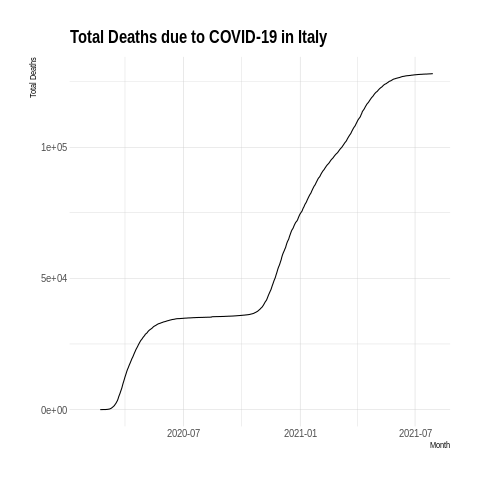 Total Deaths due to COVID-19 in Italy
Total Deaths
1e+05
5e+04
0e+00
2020-07
2021-01
2021-07
Month